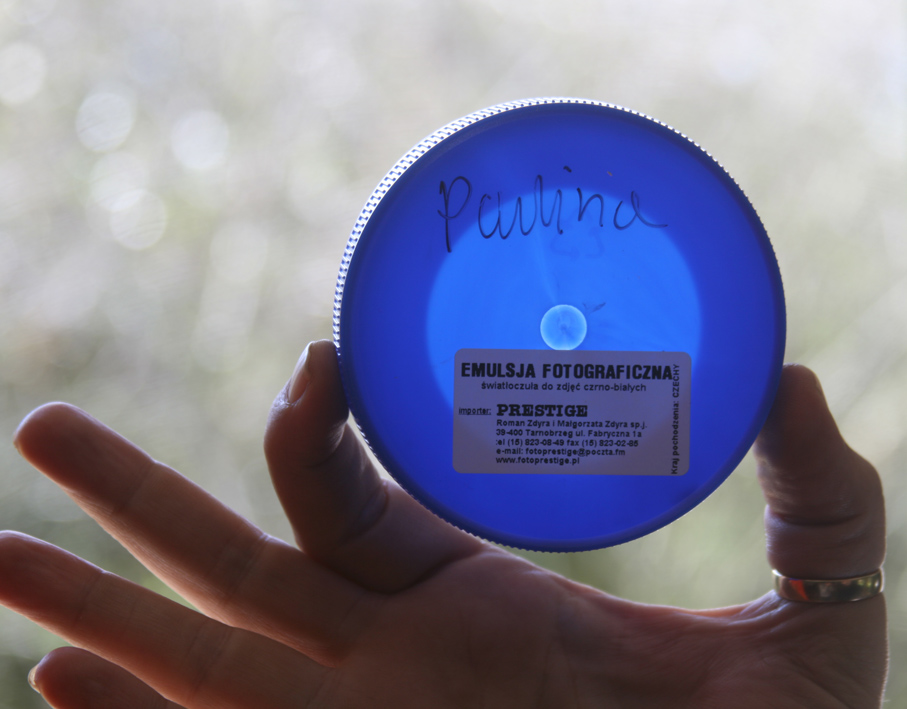 Paulina
EMULSJA FOTOGRAFICZNA
światłoczuła do zdjęć czrno-białych
importer: PRESTIGE
Roman Zdyra i Małgorzata Zdyra sp.j.
39-400 Tarnobrzeg ul. Fabryczna 1a
tel (15) 823-08-49 fax (15) 823-02-85
e-mail: fotoprestige@poczta.fm
www.fotoprestige.pl
Kraj pochodzenia: CZECHY